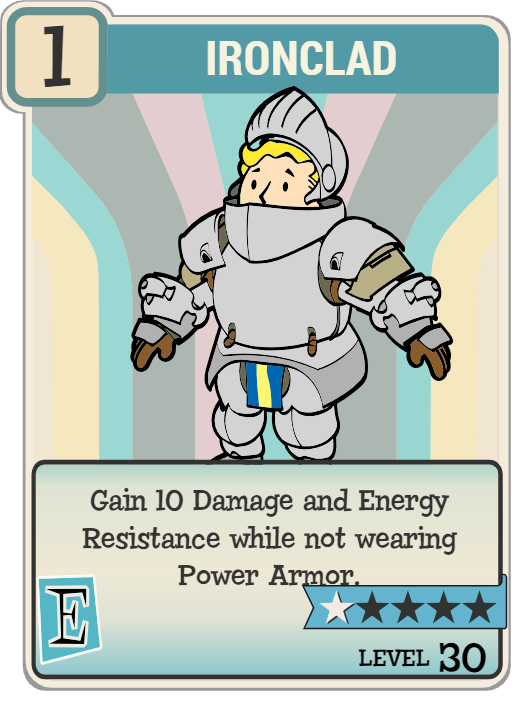 1
IRONCLAD
Gain 10 Damage and Energy
Resistance while not wearing
Power Armor.
E
LEVEL 30